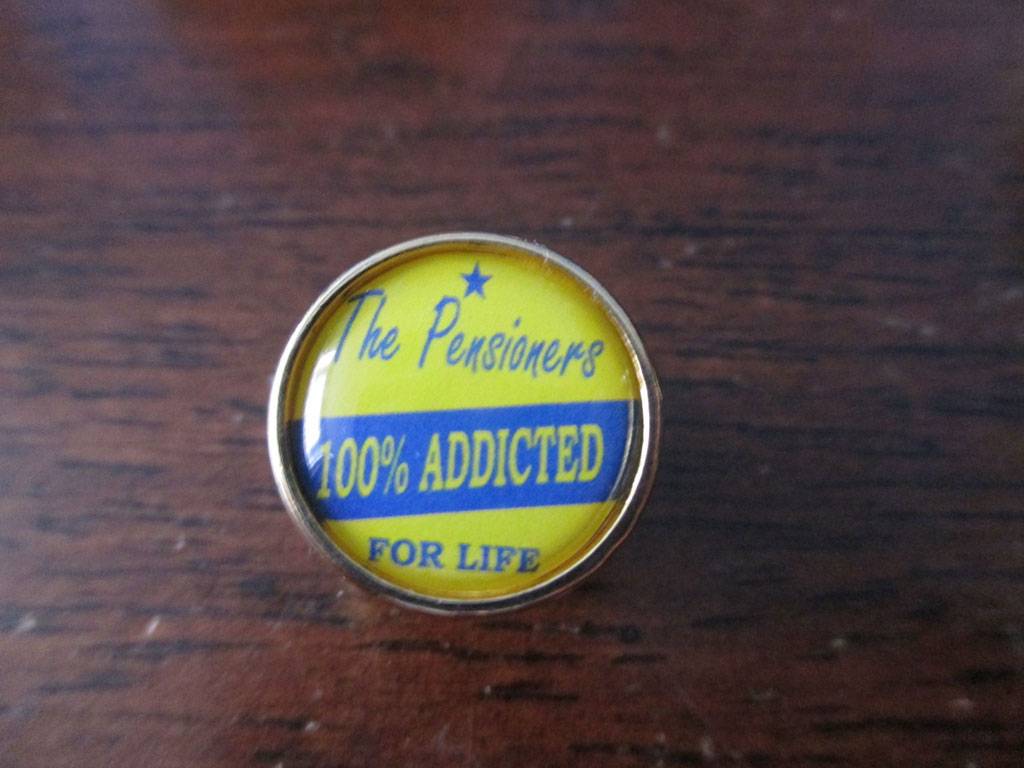 The Pensioners
100% ADDICTED
FOR LIFE